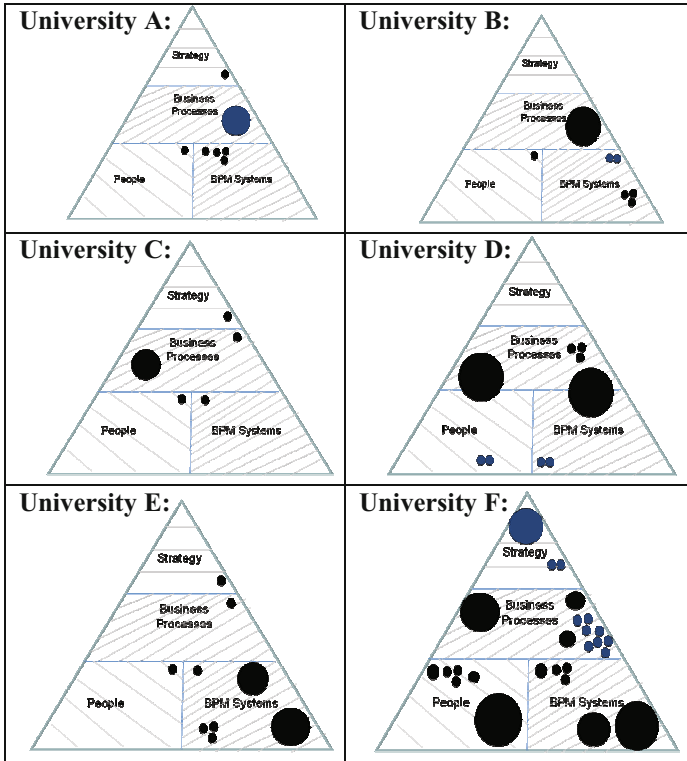 University A:
Strategy
Business
Processes
People
BPM Systems
University B:
Strategy
Business
Processes
People
BPM Systems
University C:
Strategy
Business
Processes
People
BPM Systems
University D:
Strategy
Business
Processes
People
BPM Systems
University E:
Strategy
Business
Processes
People
BPM Systems
University F:
Strategy
Business
Processes
People
BPM Systems